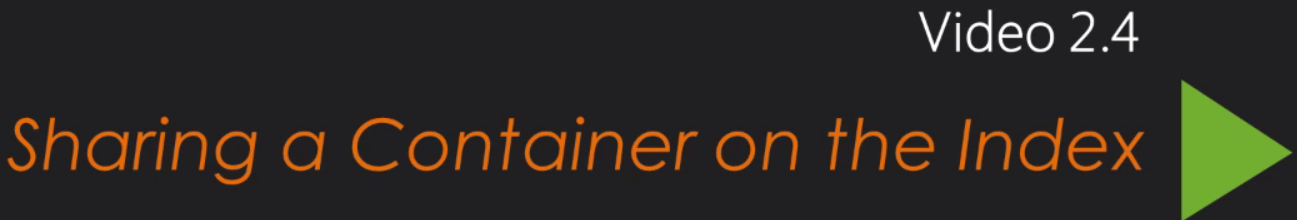 Video 2.4
Sharing a Container on the Index